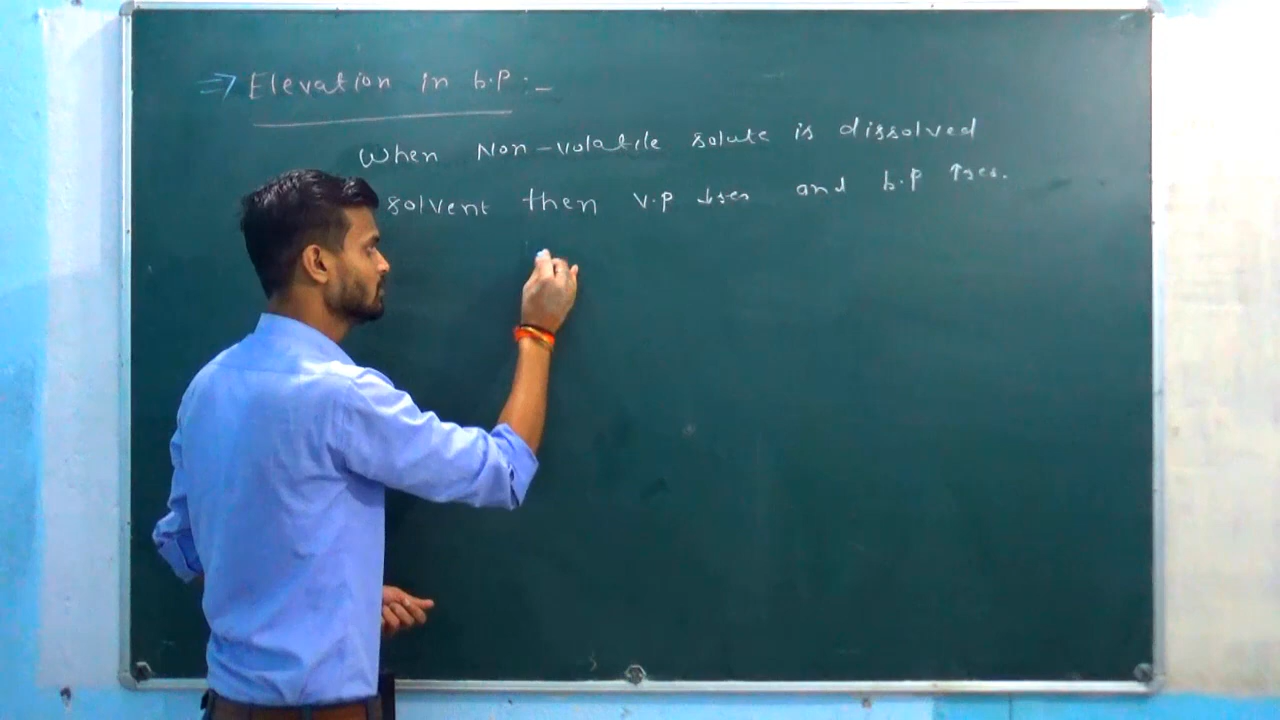 ⇒ Elevation in b.p :-
When Non-volatile solute is dissolved
solvent then v.p ↓ses and b.p ↑ses.